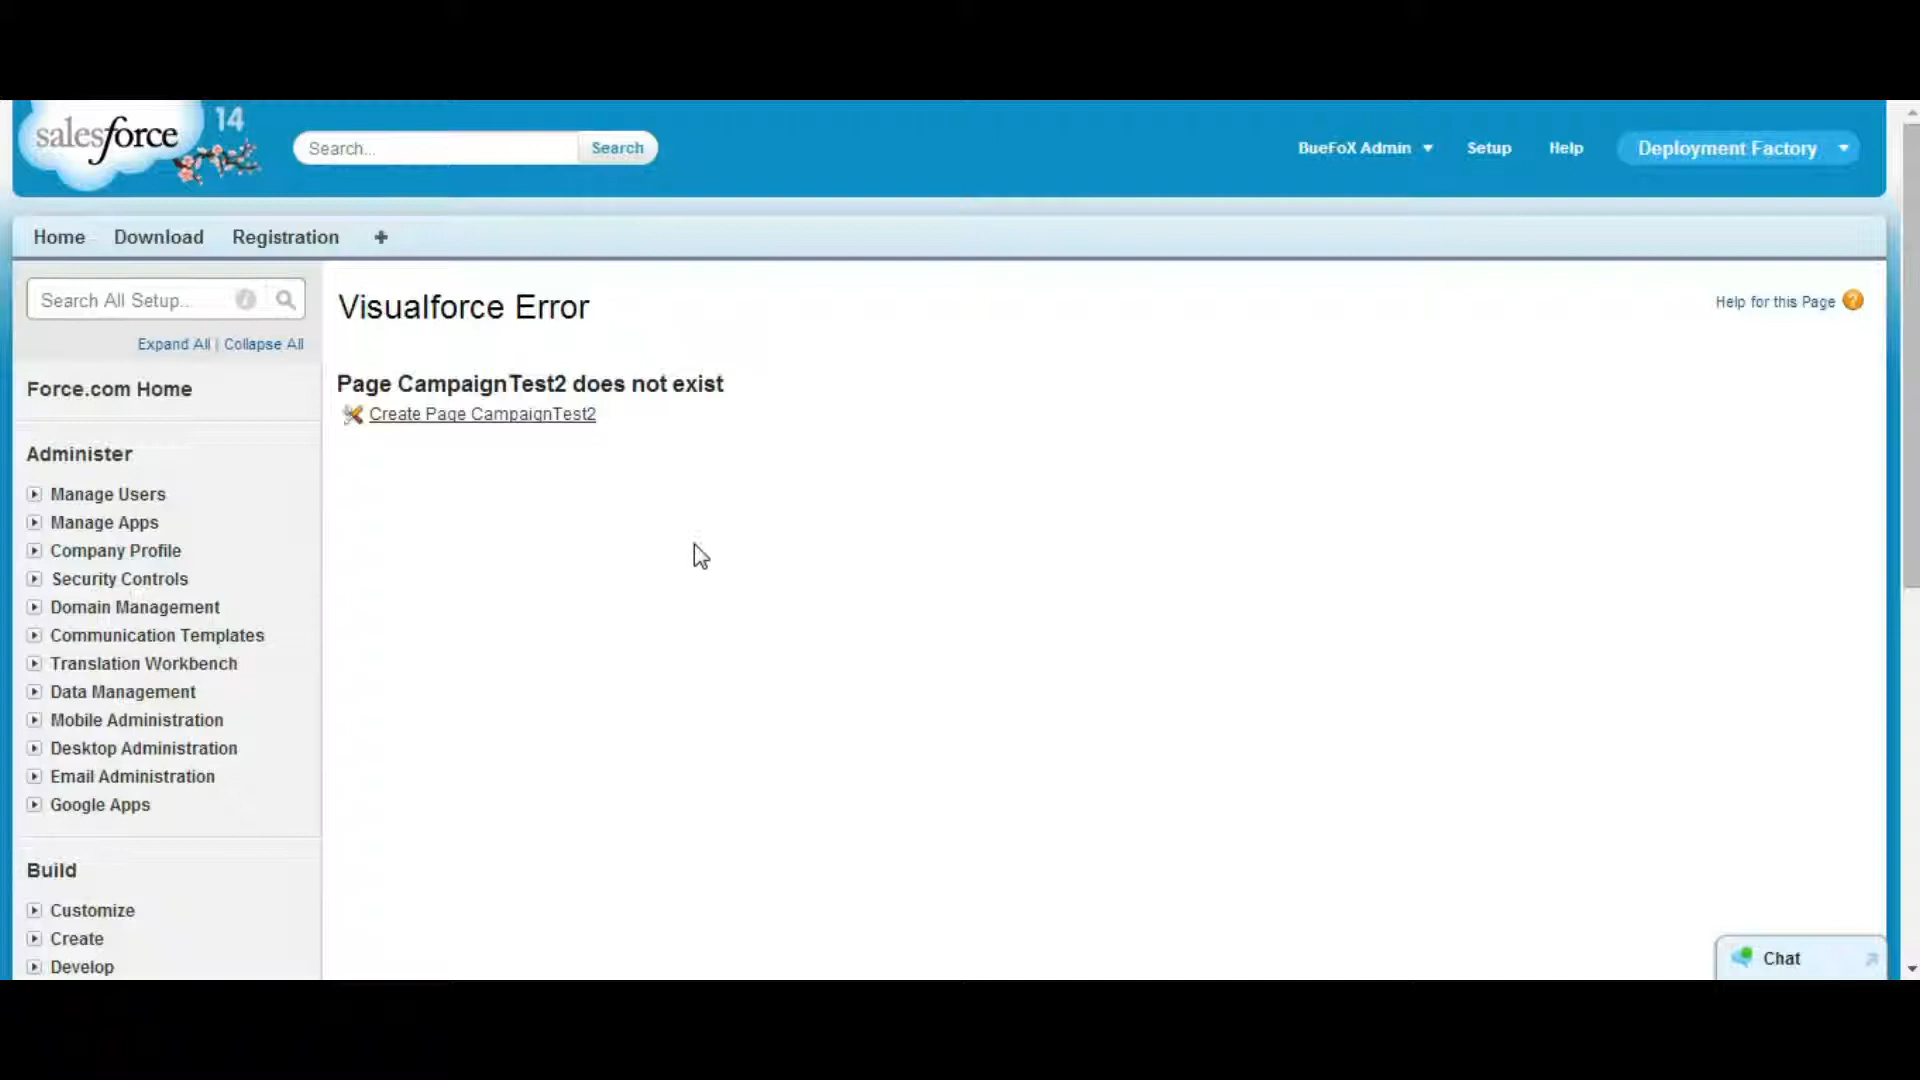 salesforce
14
Search...
Search
BueFoX Admin
Setup
Help
Deployment Factory
Home
Download
Registration
+
Search All Setup...
Expand All | Collapse All
Force.com Home
Administer
Manage Users
Manage Apps
Company Profile
Security Controls
Domain Management
Communication Templates
Translation Workbench
Data Management
Mobile Administration
Desktop Administration
Email Administration
Google Apps
Build
Customize
Create
Develop
Visualforce Error
Help for this Page ?
Page CampaignTest2 does not exist
Create Page CampaignTest2
Chat